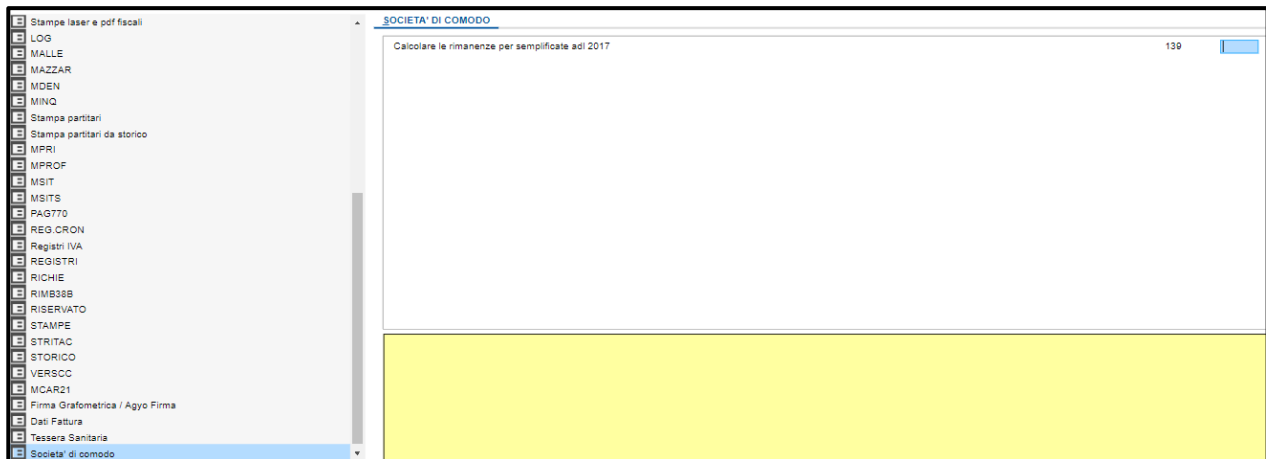 Stampe laser e pdf fiscali
LOG
MALLE
MAZZAR
MDEN
MINQ
Stampa partitari
Stampa partitari da storico
MPRI
MPROF
MSIT
MSITS
PAG770
REG.CRON
Registri IVA
REGISTRI
RICHIE
RIMB38B
RISERVATO
STAMPE
STRITAC
STORICO
VERSCC
MCAR21
Firma Grafometrica / Agyo Firma
Dati Fattura
Tessera Sanitaria
Societa' di comodo
SOCIETA' DI COMODO
Calcolare le rimanenze per semplificate adl 2017 139